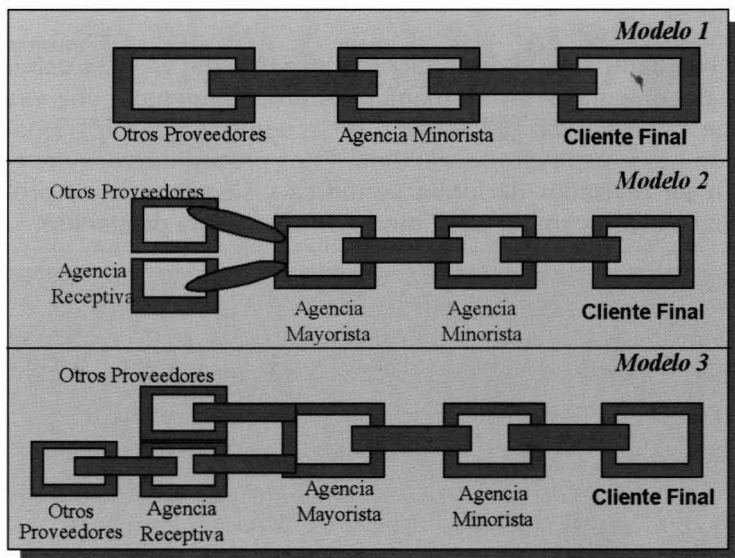 Modelo 1
Otros Proveedores
Agencia Minorista
Cliente Final
Modelo 2
Otros Proveedores
Agencia
Receptiva
Agencia
Mayorista
Agencia
Minorista
Cliente Final
Modelo 3
Otros Proveedores
Otros
Proveedores
Agencia
Receptiva
Agencia
Mayorista
Agencia
Minorista
Cliente Final